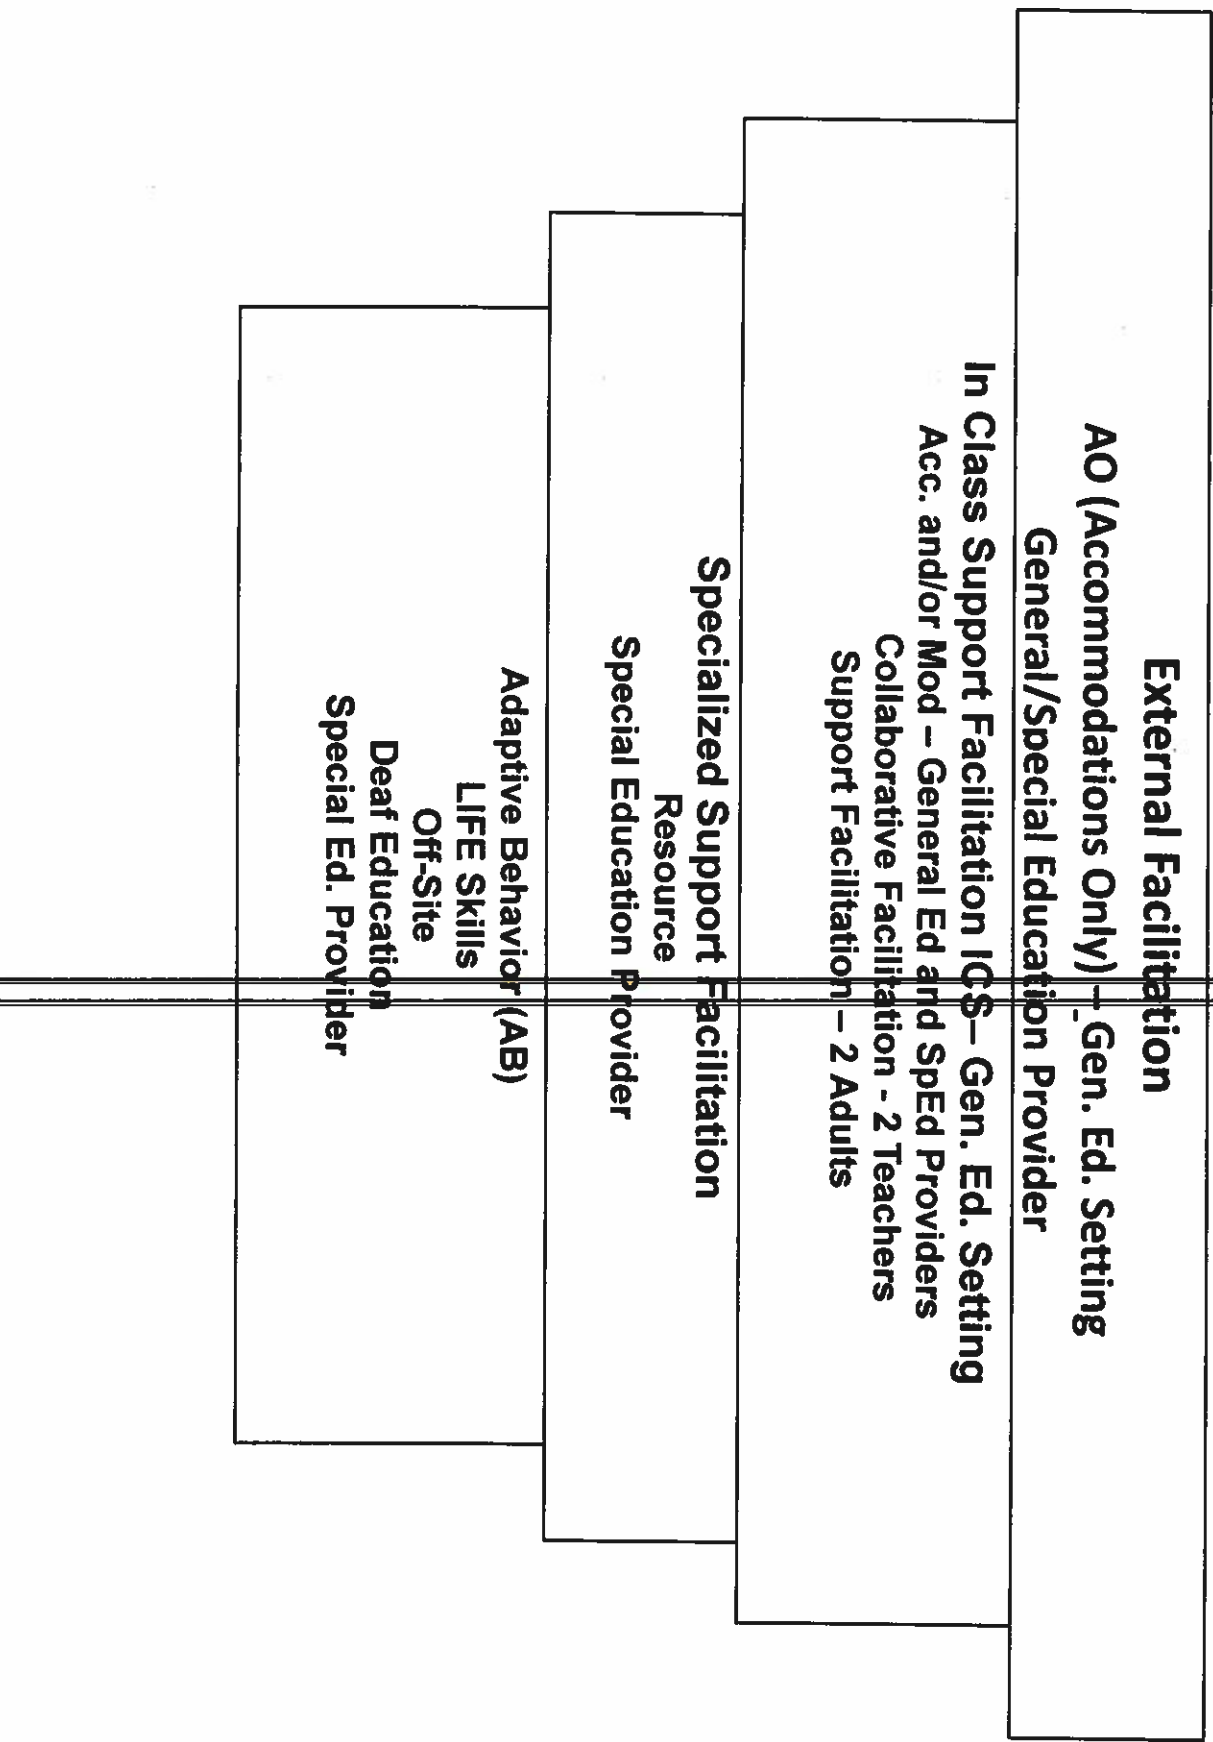 External Facilitation
AO (Accommodations Only) – Gen. Ed. Setting
General/Special Education Provider
In Class Support Facilitation ICS– Gen. Ed. Setting
Acc. and/or Mod – General Ed and SpEd Providers
Collaborative Facilitation - 2 Teachers
Support Facilitation – 2 Adults
Specialized Support Facilitation
Resource
Special Education Provider
Adaptive Behavior (AB)
LIFE Skills
Off-Site
Deaf Education
Special Ed. Provider